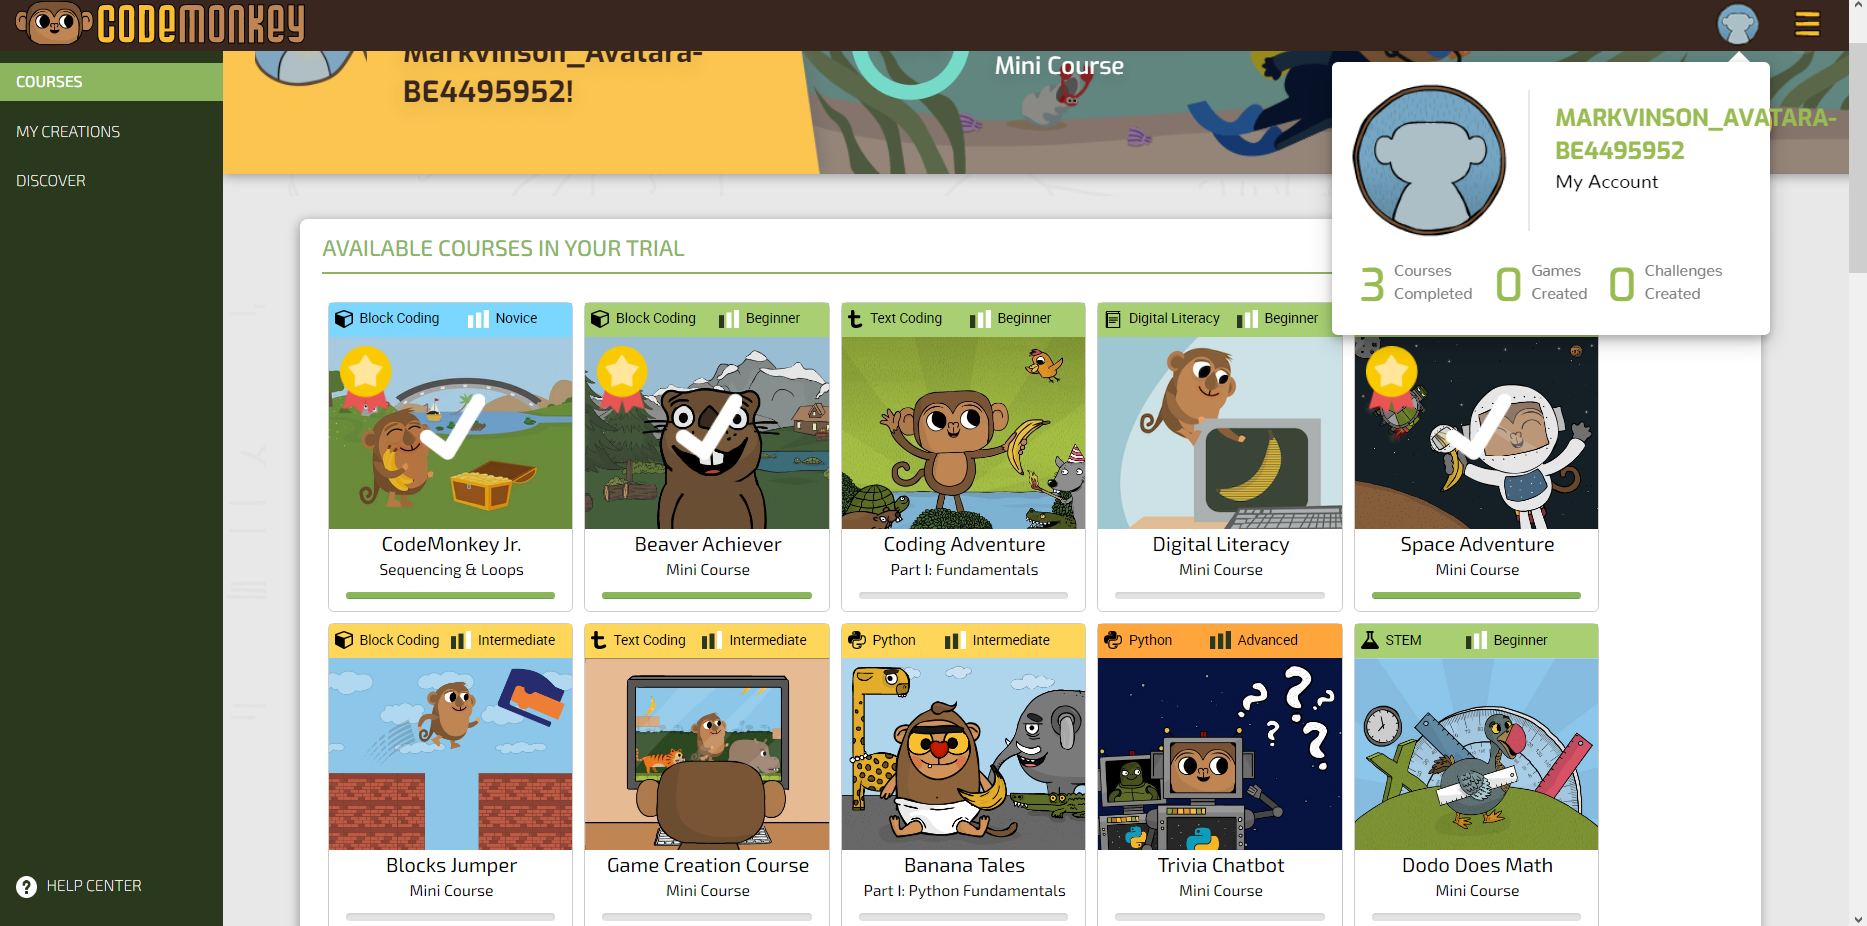 CODEMONKEY
COURSES
MY CREATIONS
DISCOVER
HELP CENTER
Markvinson_Avatara-
BE4495952!
Mini Course
MARKVINSON_AVATARA-
BE4495952
My Account
3 Courses Completed
0 Games Created
0 Challenges Created
AVAILABLE COURSES IN YOUR TRIAL
Block Coding Novice
CodeMonkey Jr.
Sequencing & Loops
Block Coding Beginner
Beaver Achiever
Mini Course
Text Coding Beginner
Coding Adventure
Part I: Fundamentals
Digital Literacy Beginner
Digital Literacy
Mini Course
Space Adventure
Mini Course
Block Coding Intermediate
Blocks Jumper
Mini Course
Text Coding Intermediate
Game Creation Course
Mini Course
Python Intermediate
Banana Tales
Part I: Python Fundamentals
Python Advanced
Trivia Chatbot
Mini Course
STEM Beginner
Dodo Does Math
Mini Course